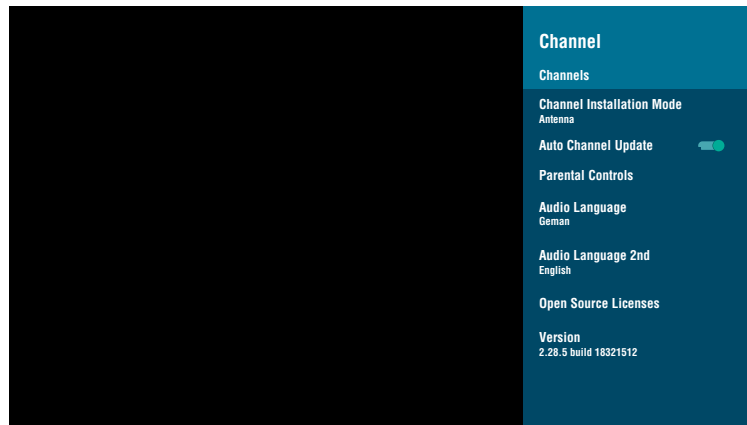 Channel
Channels
Channel Installation Mode
Antenna
Auto Channel Update
Parental Controls
Audio Language
Geman
Audio Language 2nd
English
Open Source Licenses
Version
2.28.5 build 18321512